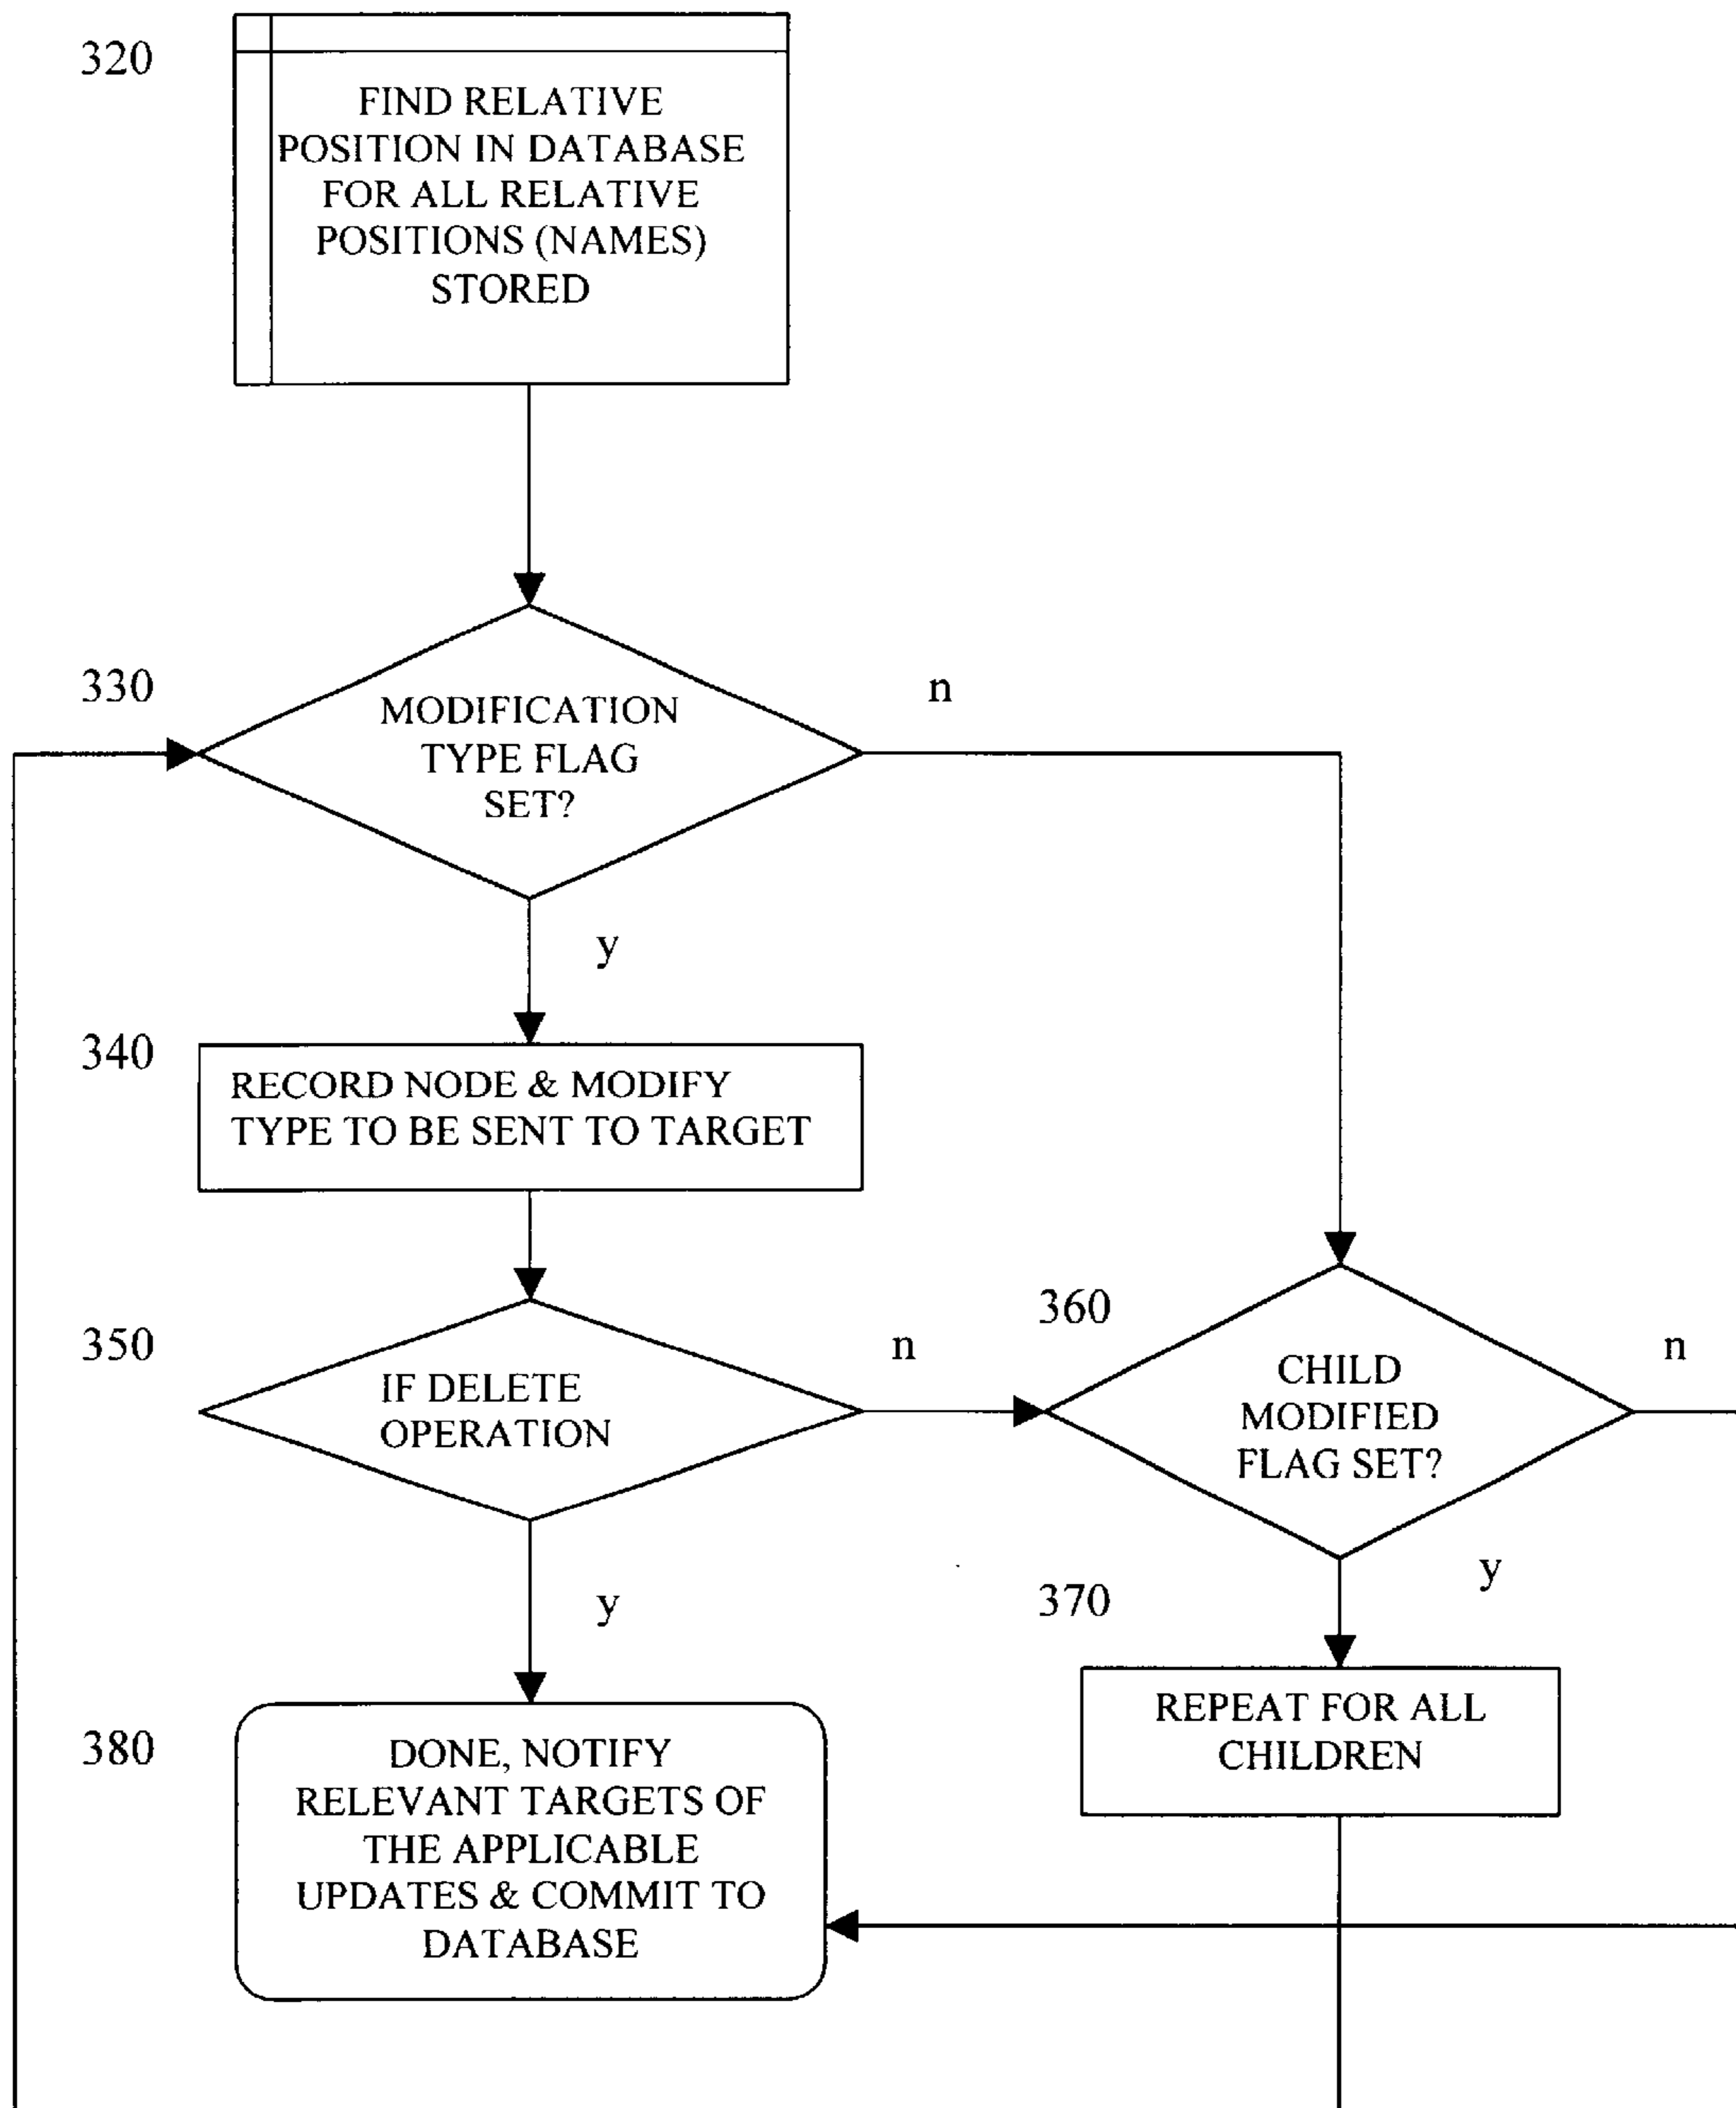 320
FIND RELATIVE
POSITION IN DATABASE
FOR ALL RELATIVE
POSITIONS (NAMES)
STORED
330
MODIFICATION
TYPE FLAG
SET?
n
y
340
RECORD NODE & MODIFY
TYPE TO BE SENT TO TARGET
350
IF DELETE
OPERATION
n
y
360
CHILD
MODIFIED
FLAG SET?
n
y
370
REPEAT FOR ALL
CHILDREN
380
DONE, NOTIFY
RELEVANT TARGETS OF
THE APPLICABLE
UPDATES & COMMIT TO
DATABASE